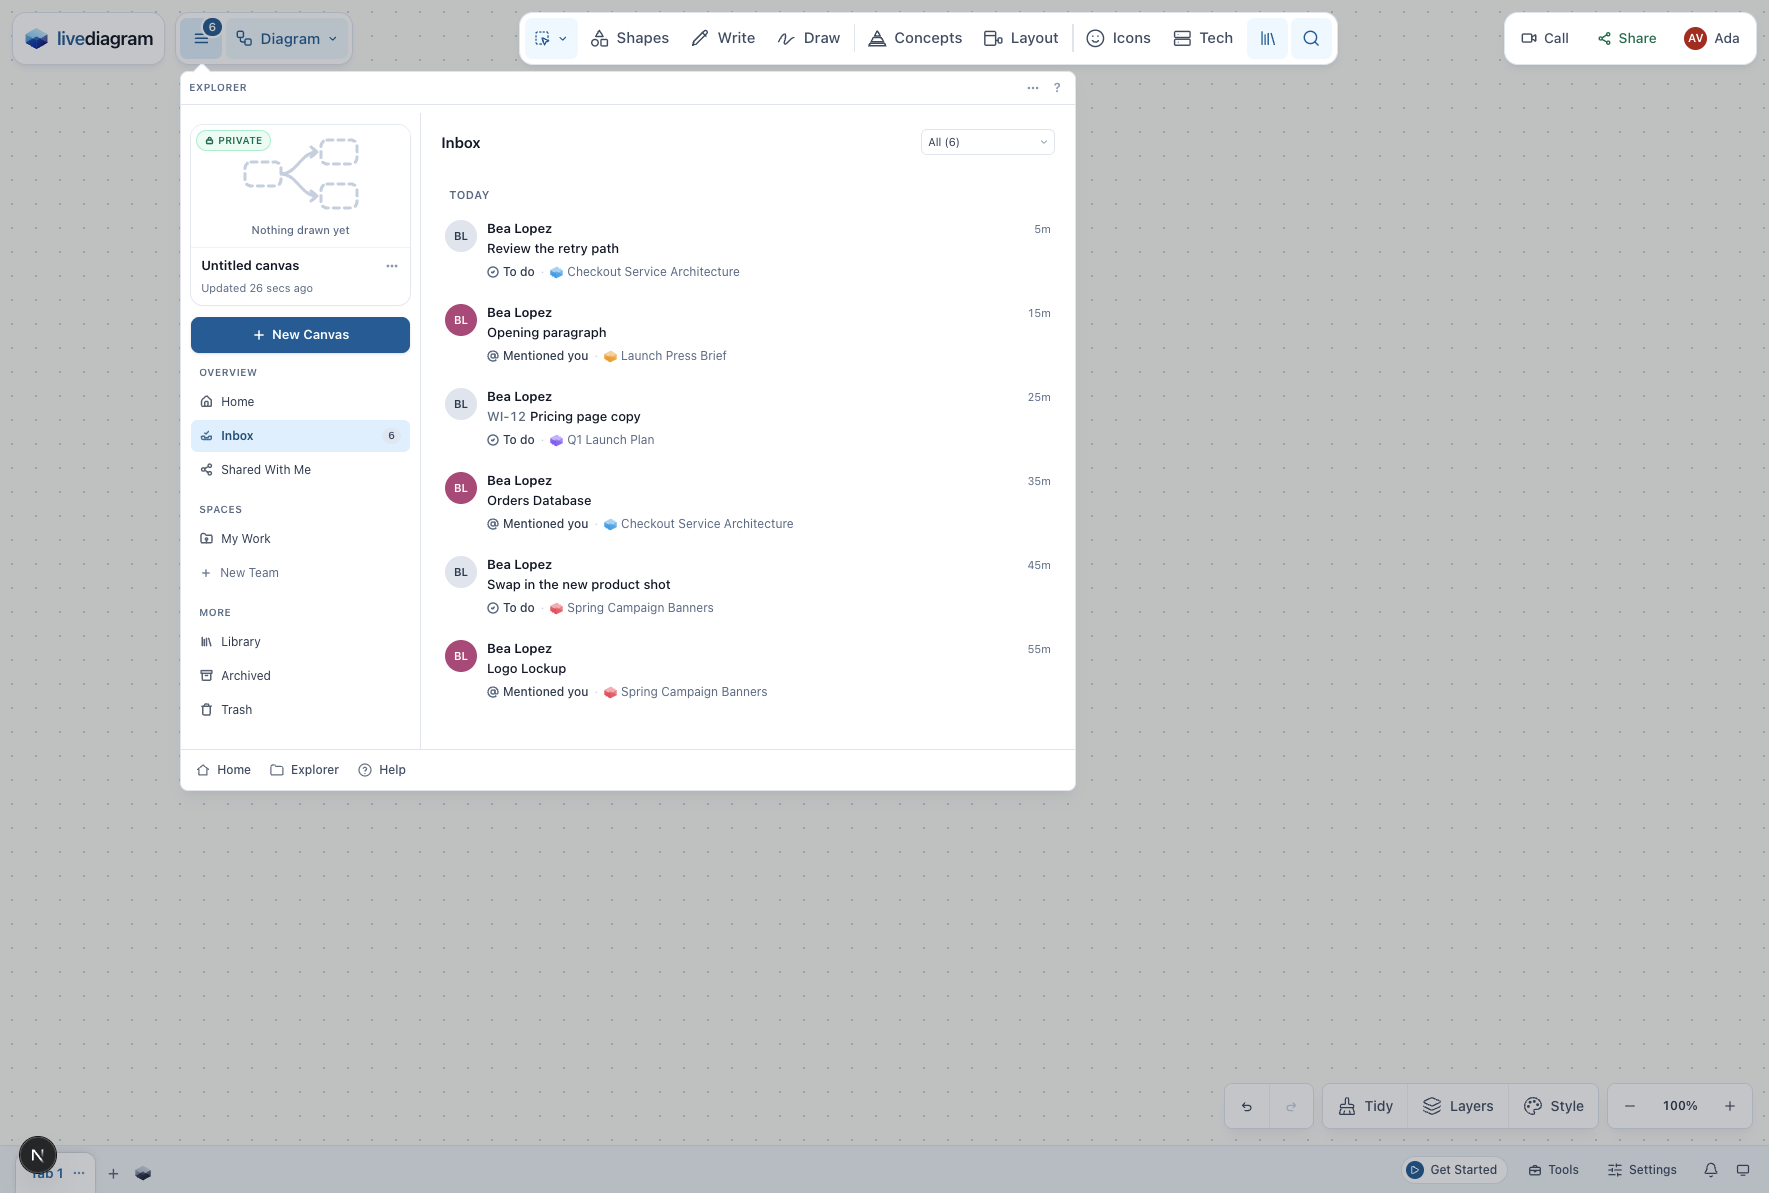 livediagram
6
Diagram
Shapes
Write
Draw
Concepts
Layout
Icons
Tech
Call
Share
AV
Ada
EXPLORER
?
PRIVATE
Nothing drawn yet
Untitled canvas
Updated 26 secs ago
+ New Canvas
OVERVIEW
Home
Inbox 6
Shared With Me
SPACES
My Work
+ New Team
MORE
Library
Archived
Trash
Inbox
All (6)
TODAY
BL
Bea Lopez 5m
Review the retry path
To do · Checkout Service Architecture
BL
Bea Lopez 15m
Opening paragraph
@ Mentioned you · Launch Press Brief
BL
Bea Lopez 25m
WI-12 Pricing page copy
To do · Q1 Launch Plan
BL
Bea Lopez 35m
Orders Database
@ Mentioned you · Checkout Service Architecture
BL
Bea Lopez 45m
Swap in the new product shot
To do · Spring Campaign Banners
BL
Bea Lopez 55m
Logo Lockup
@ Mentioned you · Spring Campaign Banners
Home
Explorer
Help
Tidy
Layers
Style
− 100% +
N
Tab 1
+
Get Started
Tools
Settings